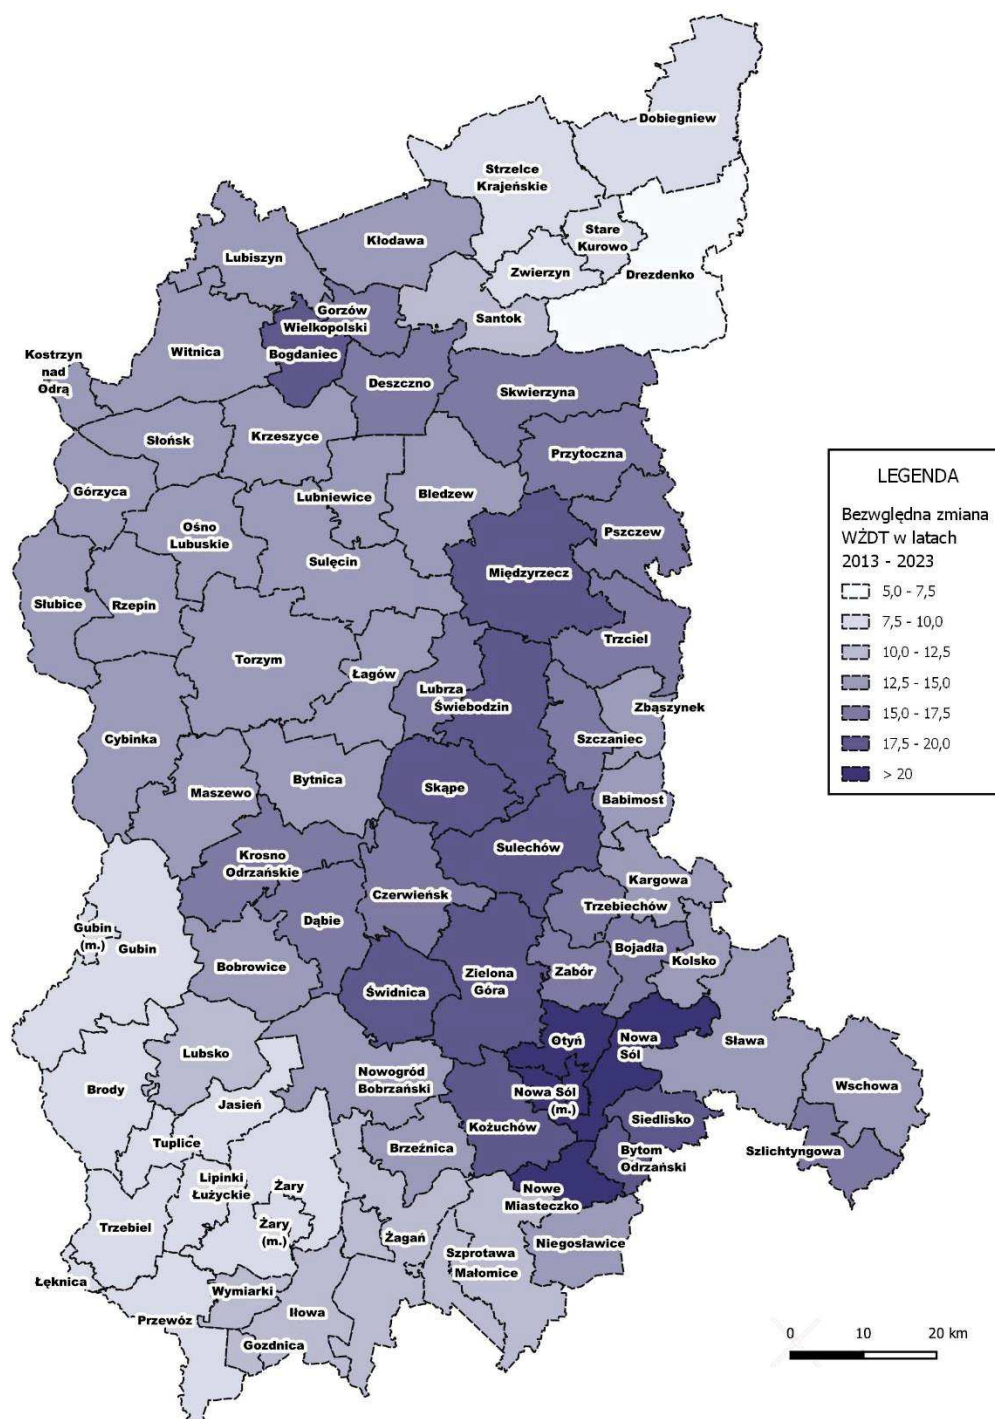 Dobiegniew
Strzelce
Krajeńskie
Stare
Kurowo
Kłodawa
Lubiszyn
Zwierzyn
Drezdenko
Gorzów
Wielkopolski
Santok
Bogdaniec
Witnica
Kostrzyn
nad
Odrą
Deszczno
Skwierzyna
Słońsk
Krzeszyce
Przytoczna
Górzyca
Lubniewice
Bledzew
Ośno
Lubuskie
Pszczew
Sulęcin
Międzyrzecz
Słubice
Rzepin
Trzciel
Torzym
Łagów
Lubrza
Świebodzin
Zbąszynek
Cybinka
Szczaniec
Bytnica
Maszewo
Skąpe
Babimost
Sulechów
Krosno
Odrzańskie
Kargowa
Czerwieńsk
Trzebiechów
Dąbie
Gubin
(m.)
Gubin
Bojadła
Kolsko
Bobrowice
Zabór
Zielona
Góra
Świdnica
Otyń
Nowa
Sól
Sława
Lubsko
Nowogród
Bobrzański
Wschowa
Brody
Jasień
Nowa Sól
(m.)
Siedlisko
Kożuchów
Tuplice
Brzeźnica
Bytom
Odrzański
Szlichtyngowa
Lipinki
Łużyckie
Żary
Nowe
Miasteczko
Trzebiel
Żary
(m.)
Żagań
Niegosławice
Szprotawa
Małomice
Łęknica
Wymiarki
Przewóz
Iłowa
Gozdnica
LEGENDA
Bezwględna zmiana
WŻDT w latach
2013 - 2023
5,0 - 7,5
7,5 - 10,0
10,0 - 12,5
12,5 - 15,0
15,0 - 17,5
17,5 - 20,0
> 20
0 10 20 km